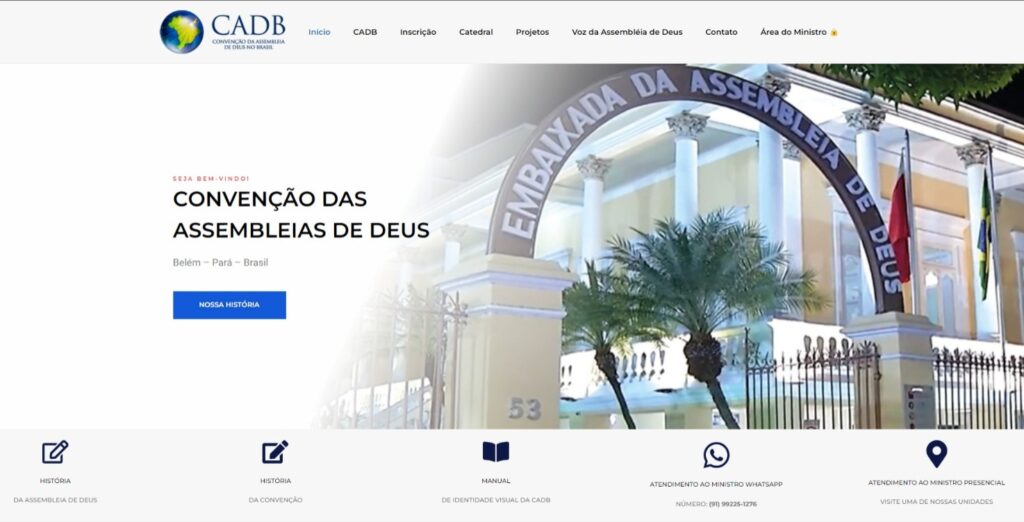 CADB
CONVENÇÃO DA ASSEMBLEIA
DE DEUS NO BRASIL
Início CADB Inscrição Catedral Projetos Voz da Assembléia de Deus Contato Área do Ministro
EMBAIXADA DA ASSEMBLEIA DE DEUS
SEJA BEM-VINDO!
CONVENÇÃO DAS
ASSEMBLEIAS DE DEUS
Belém – Pará – Brasil
NOSSA HISTÓRIA
53
HISTÓRIA
DA ASSEMBLEIA DE DEUS
HISTÓRIA
DA CONVENÇÃO
MANUAL
DE IDENTIDADE VISUAL DA CADB
ATENDIMENTO AO MINISTRO WHATSAPP
NÚMERO: (91) 99225-1276
ATENDIMENTO AO MINISTRO PRESENCIAL
VISITE UMA DE NOSSAS UNIDADES